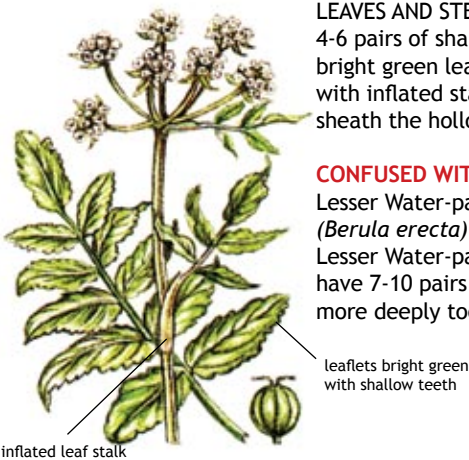 LEAVES AND STE
4-6 pairs of sha
bright green lea
with inflated sta
sheath the hollo
CONFUSED WIT
Lesser Water-pa
(Berula erecta)
Lesser Water-pa
have 7-10 pairs
more deeply too
leaflets bright green
with shallow teeth
inflated leaf stalk